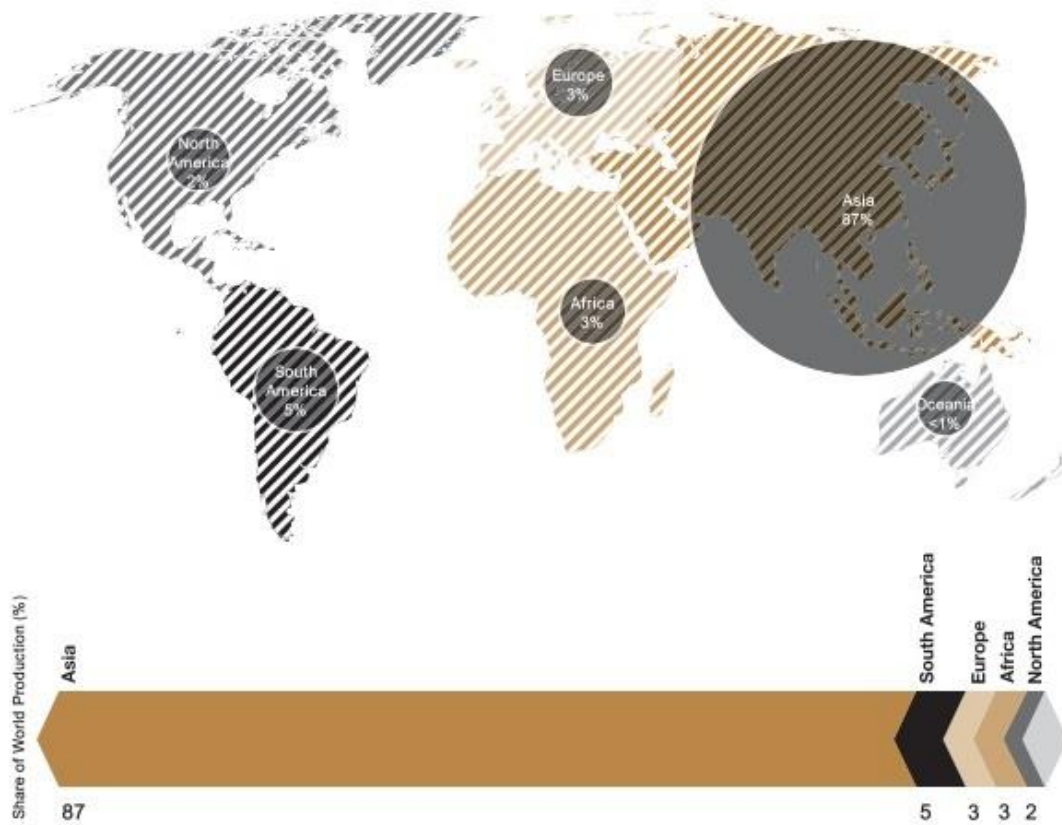 Europe
3%
North
America
2%
Asia
87%
Africa
3%
South
America
5%
Oceania
<1%
Share of World Production (%)
Asia
South America
Europe
Africa
North America
87
5
3
3
2